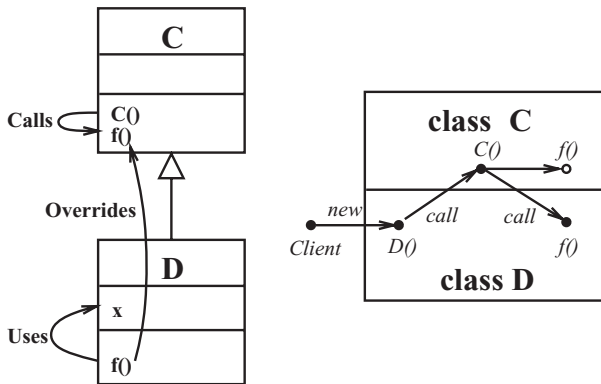 C
C()
Calls
f()
Overrides
D
x
Uses
f()
class C
C()
f()
new
call
call
Client
D()
f()
class D